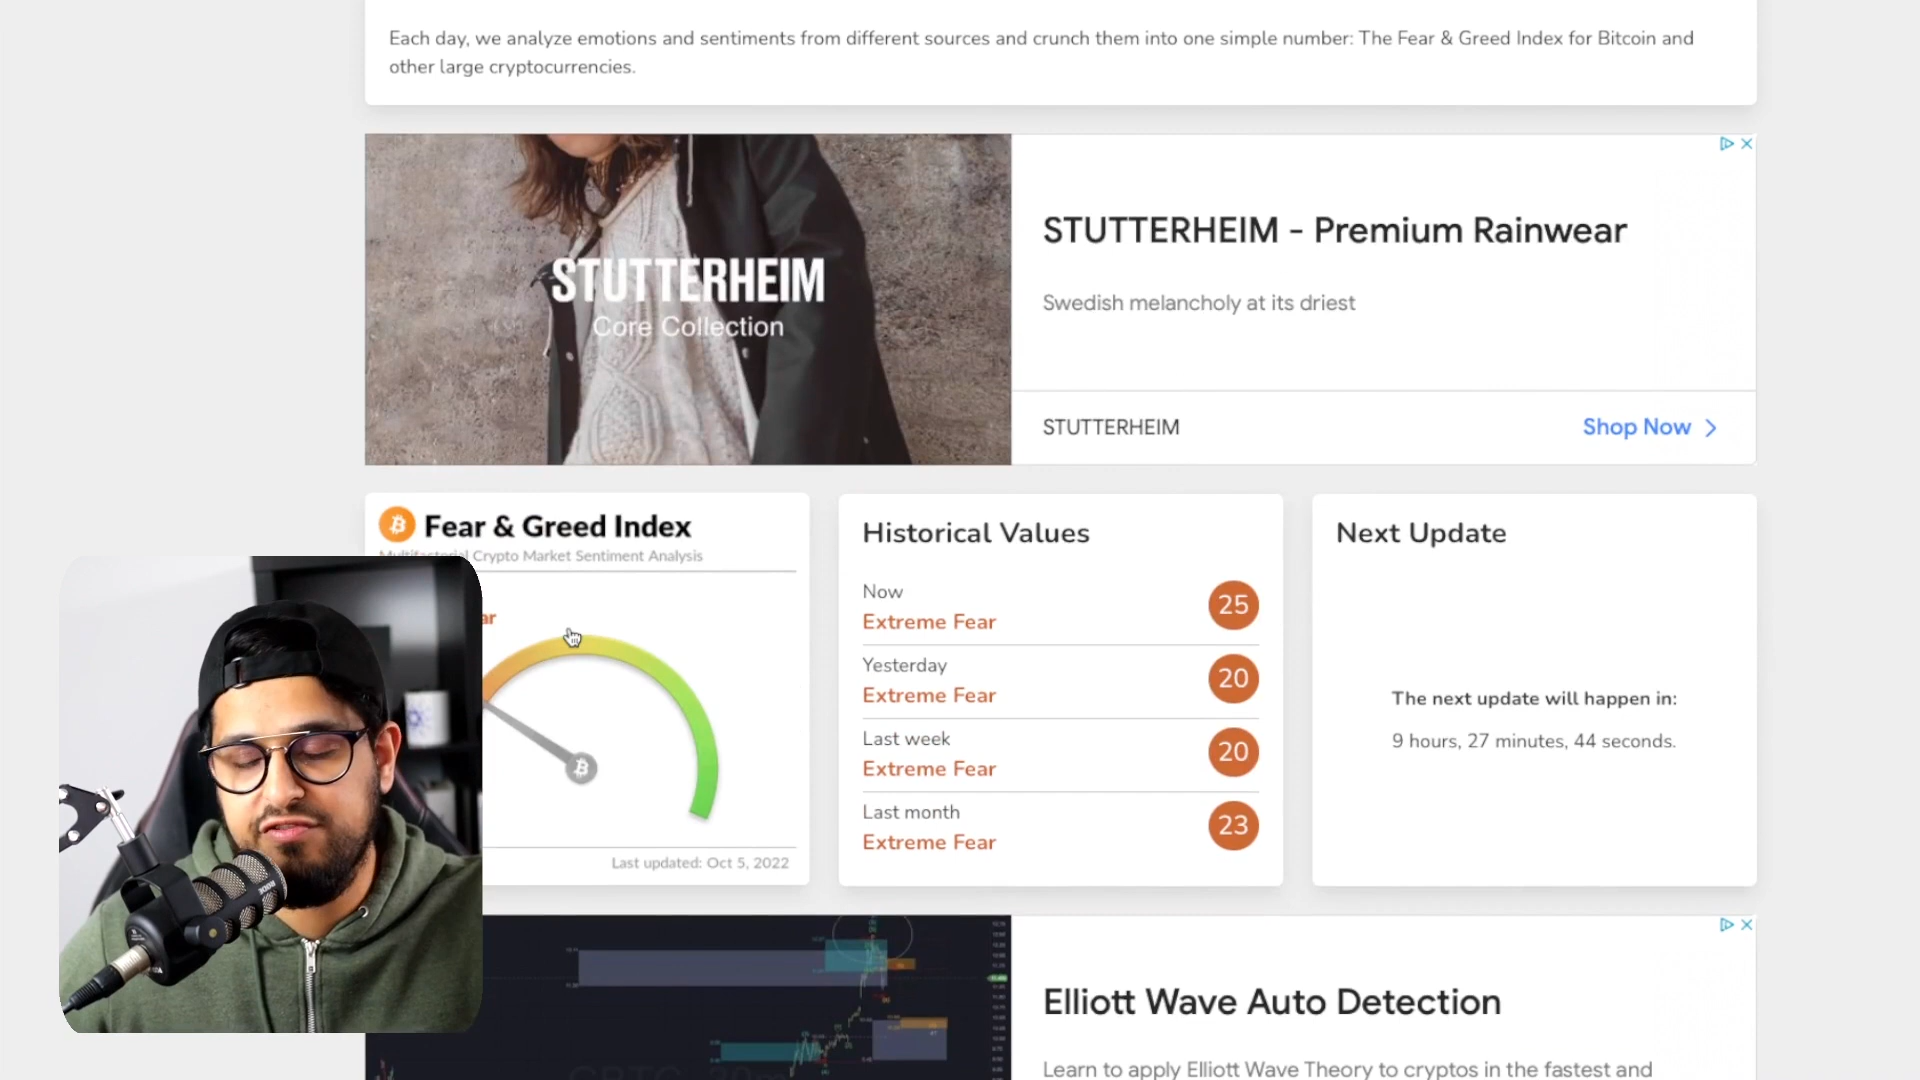 Each day, we analyze emotions and sentiments from different sources and crunch them into one simple number: The Fear & Greed Index for Bitcoin and
other large cryptocurrencies.
STUTTERHEIM
Core Collection
STUTTERHEIM - Premium Rainwear
Swedish melancholy at its driest
STUTTERHEIM
Shop Now
Fear & Greed Index
Multifactorial Crypto Market Sentiment Analysis
ar
Last updated: Oct 5, 2022
Historical Values
Now
Extreme Fear
25
Yesterday
Extreme Fear
20
Last week
Extreme Fear
20
Last month
Extreme Fear
23
Next Update
The next update will happen in:
9 hours, 27 minutes, 44 seconds.
RODE
Elliott Wave Auto Detection
Learn to apply Elliott Wave Theory to cryptos in the fastest and